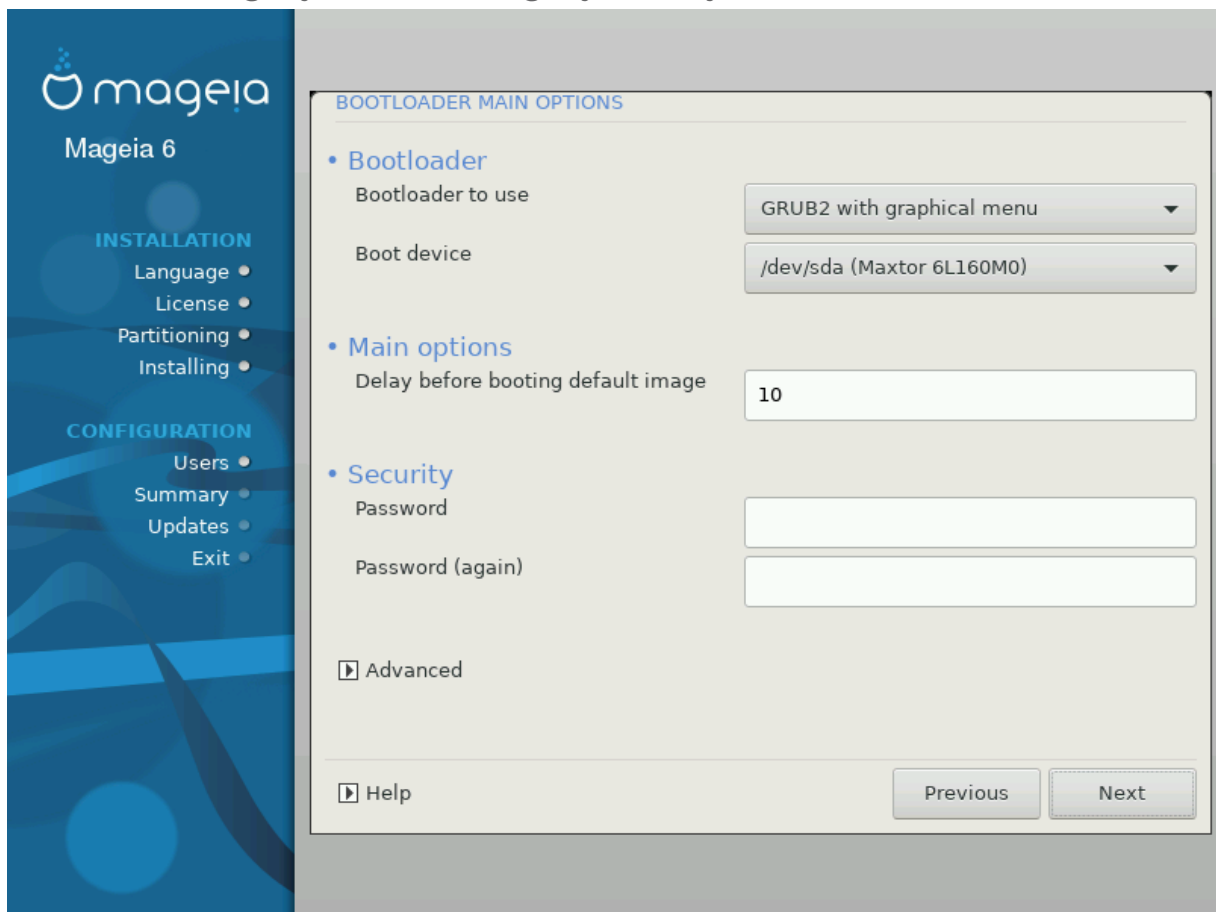 mageia
Mageia 6
INSTALLATION
Language
License
Partitioning
Installing
CONFIGURATION
Users
Summary
Updates
Exit
BOOTLOADER MAIN OPTIONS
• Bootloader
Bootloader to use
GRUB2 with graphical menu
Boot device
/dev/sda (Maxtor 6L160M0)
• Main options
Delay before booting default image
10
• Security
Password
Password (again)
Advanced
Help
Previous
Next